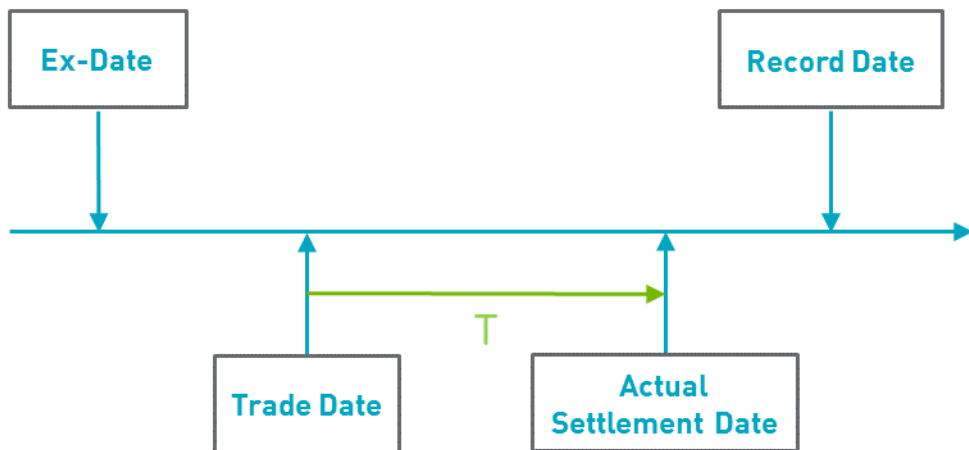 Ex-Date
Record Date
T
Trade Date
Actual
Settlement Date